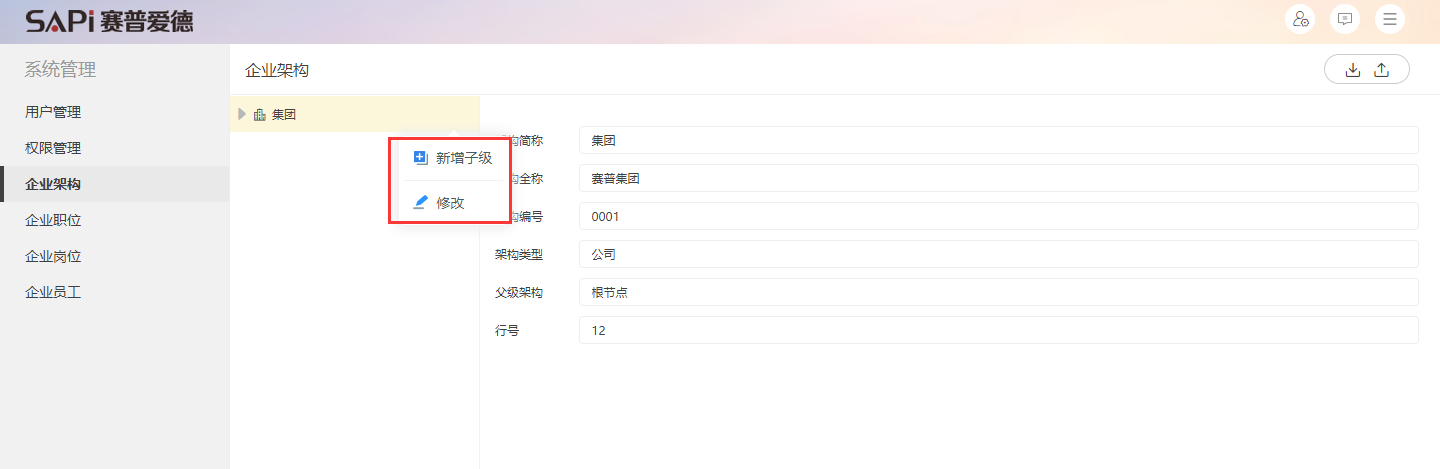 SAPi 赛普爱德
系统管理
用户管理
权限管理
企业架构
企业职位
企业岗位
企业员工
企业架构
集团
新增子级
修改
构简称 集团
构全称 赛普集团
构编号 0001
架构类型 公司
父级架构 根节点
行号 12